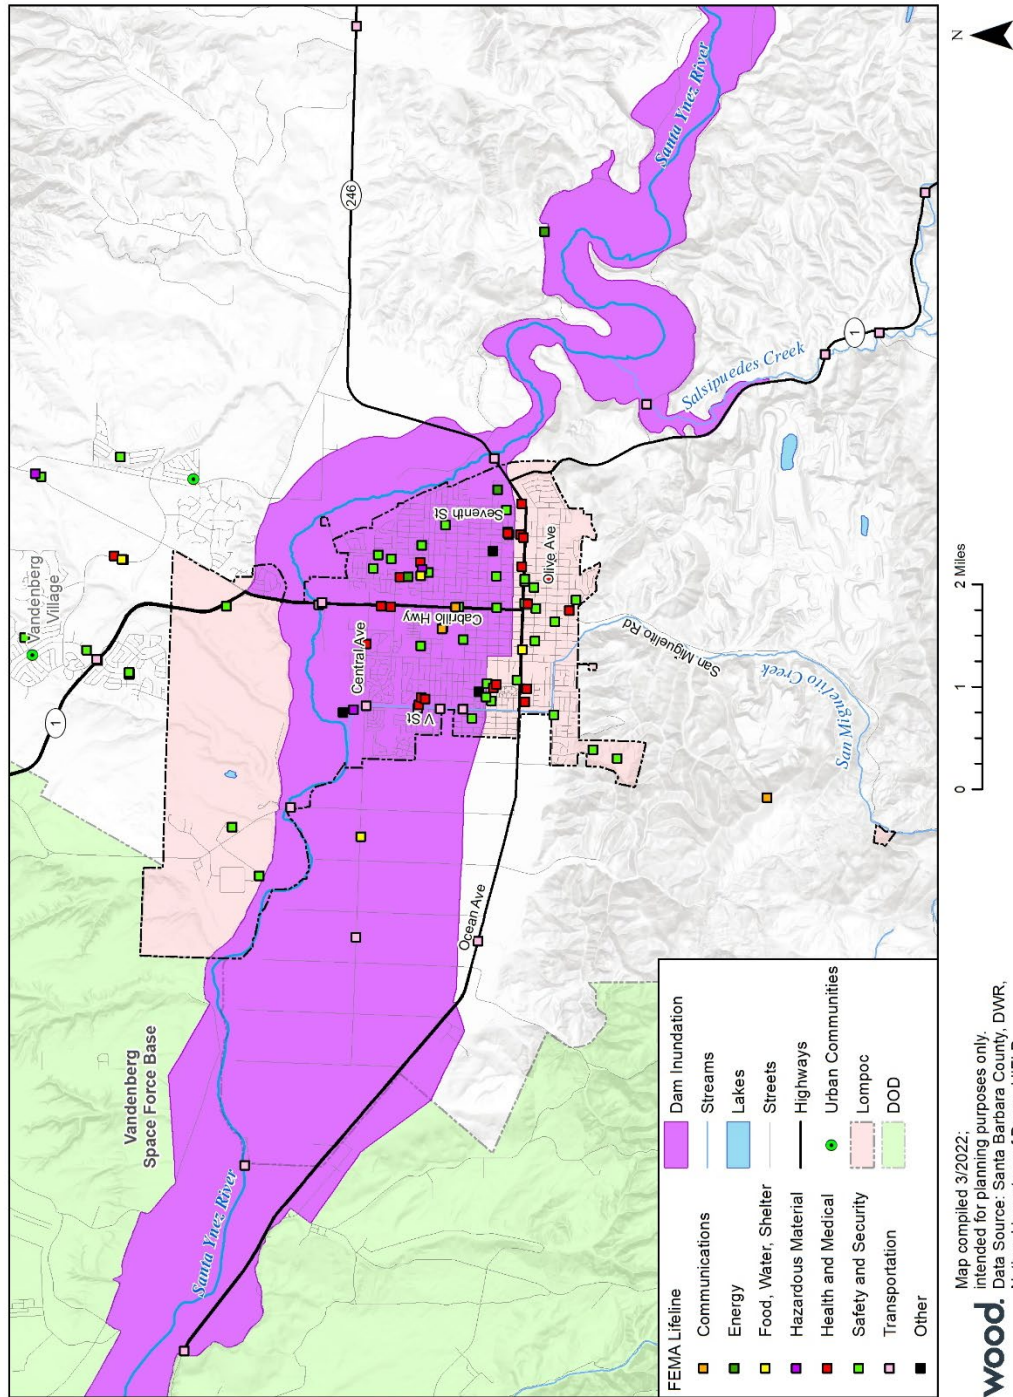 Santa Ynez River
246
1
Salsipuedes Creek
Vandenberg
Village
Seventh St
Olive Ave
Cabrillo Hwy
Central Ave
V St
San Miguelito Rd
San Miguelito Creek
1
Ocean Ave
Vandenberg
Space Force Base
Santa Ynez River
FEMA Lifeline
Communications
Energy
Food, Water, Shelter
Hazardous Material
Health and Medical
Safety and Security
Transportation
Other
Dam Inundation
Streams
Lakes
Streets
Highways
Urban Communities
Lompoc
DOD
N
0 1 2 Miles
wood.
Map compiled 3/2022;
intended for planning purposes only.
Data Source: Santa Barbara County, DWR,